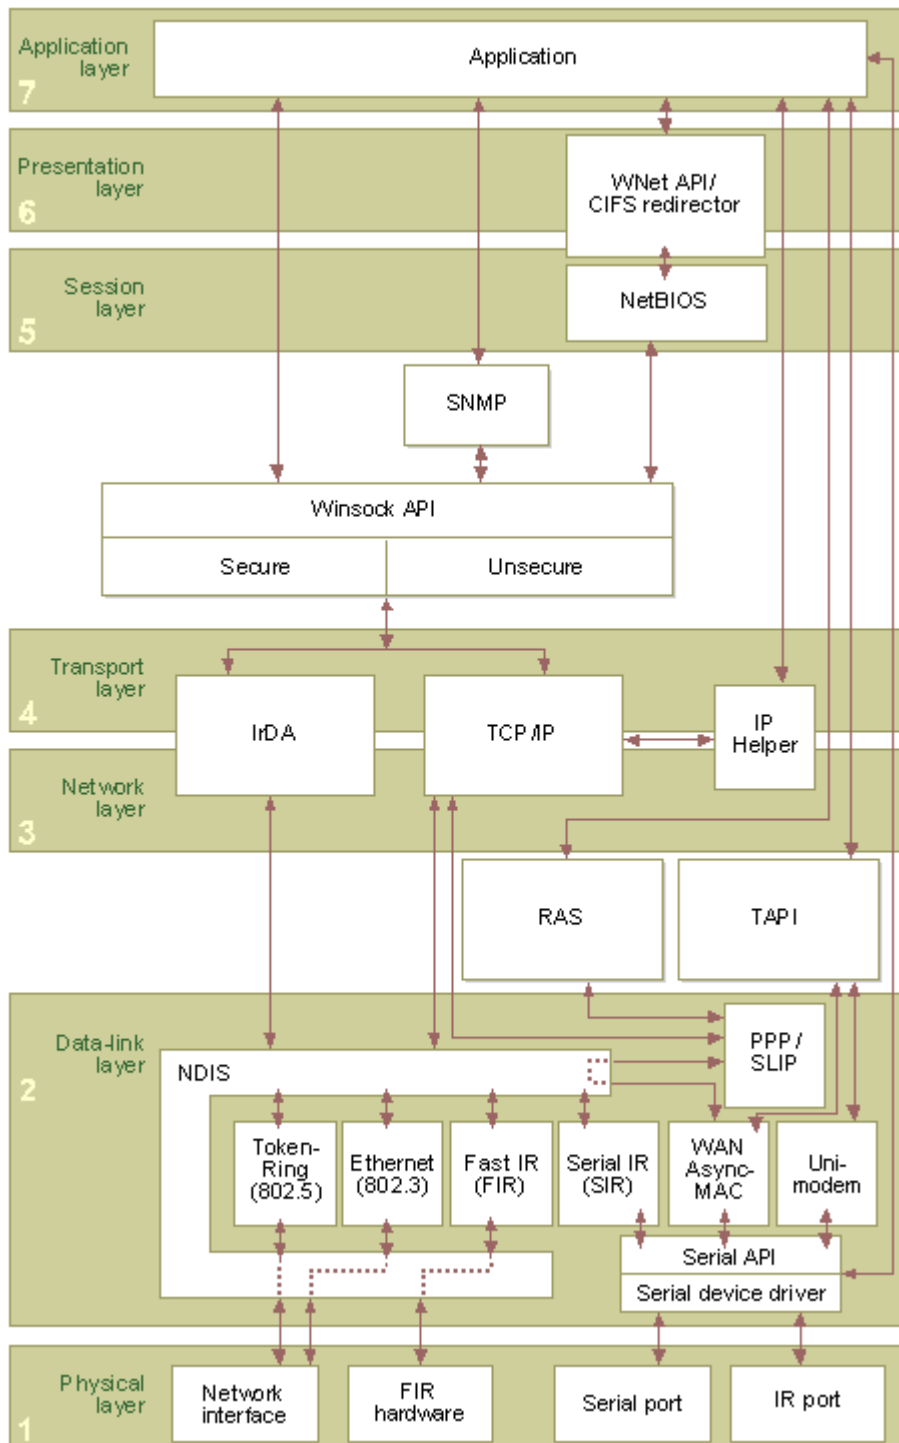 Application
layer
7
Application
Presentation
layer
6
WNet API/
CIFS redirector
Session
layer
5
NetBIOS
SNMP
Winsock API
Secure
Unsecure
Transport
layer
4
IrDA
TCP/IP
IP
Helper
Network
layer
3
RAS
TAPI
Data-link
layer
2
NDIS
PPP /
SLIP
Token-
Ring
(802.5)
Ethernet
(802.3)
Fast IR
(FIR)
Serial IR
(SIR)
WAN
Async-
MAC
Uni-
modem
Serial API
Serial device driver
Physical
layer
1
Network
interface
FIR
hardware
Serial port
IR port